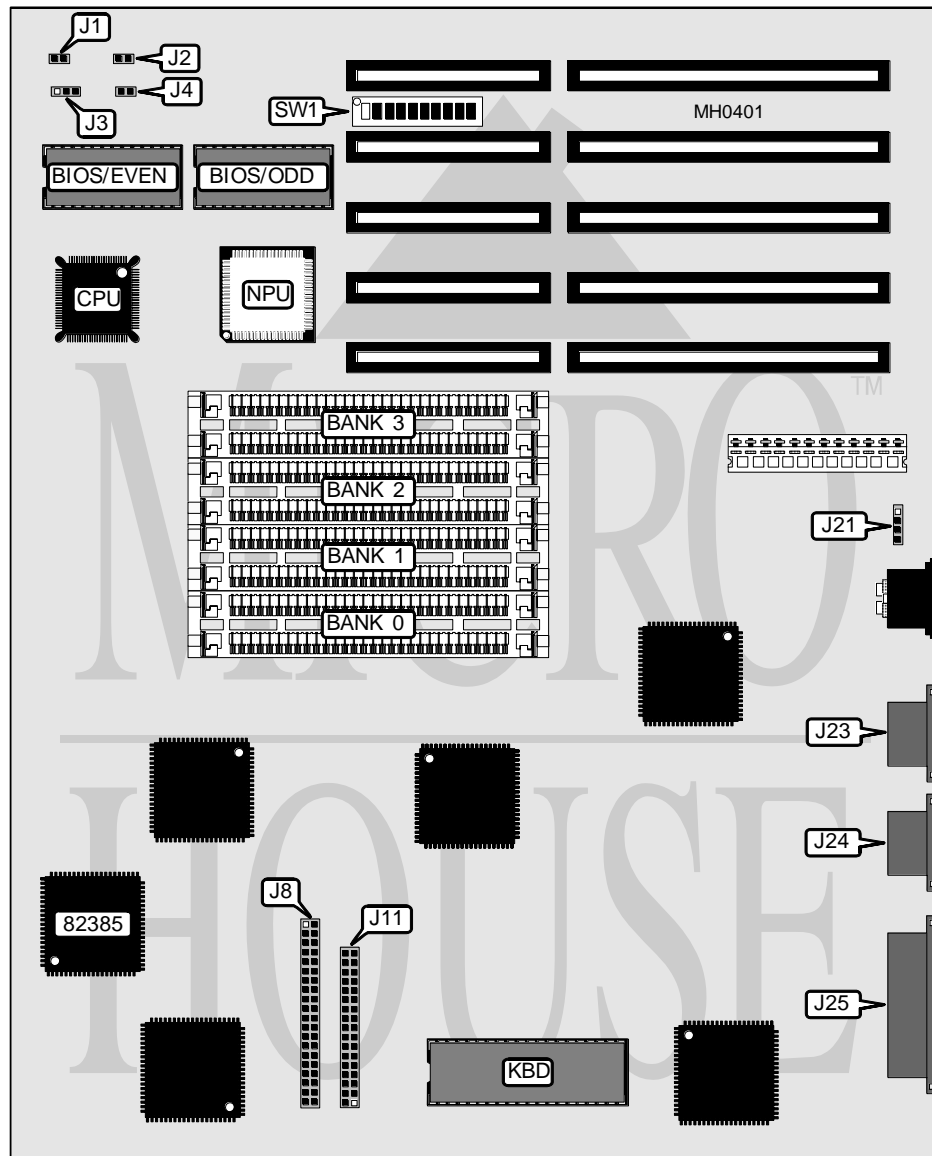 J1
J2
J4
J3
SW1
MH0401
BIOS/EVEN
BIOS/ODD
CPU
NPU
BANK 3
BANK 2
BANK 1
BANK 0
J21
J23
J24
J8
J11
82385
J25
KBD
MICRO
TM
HOUSE